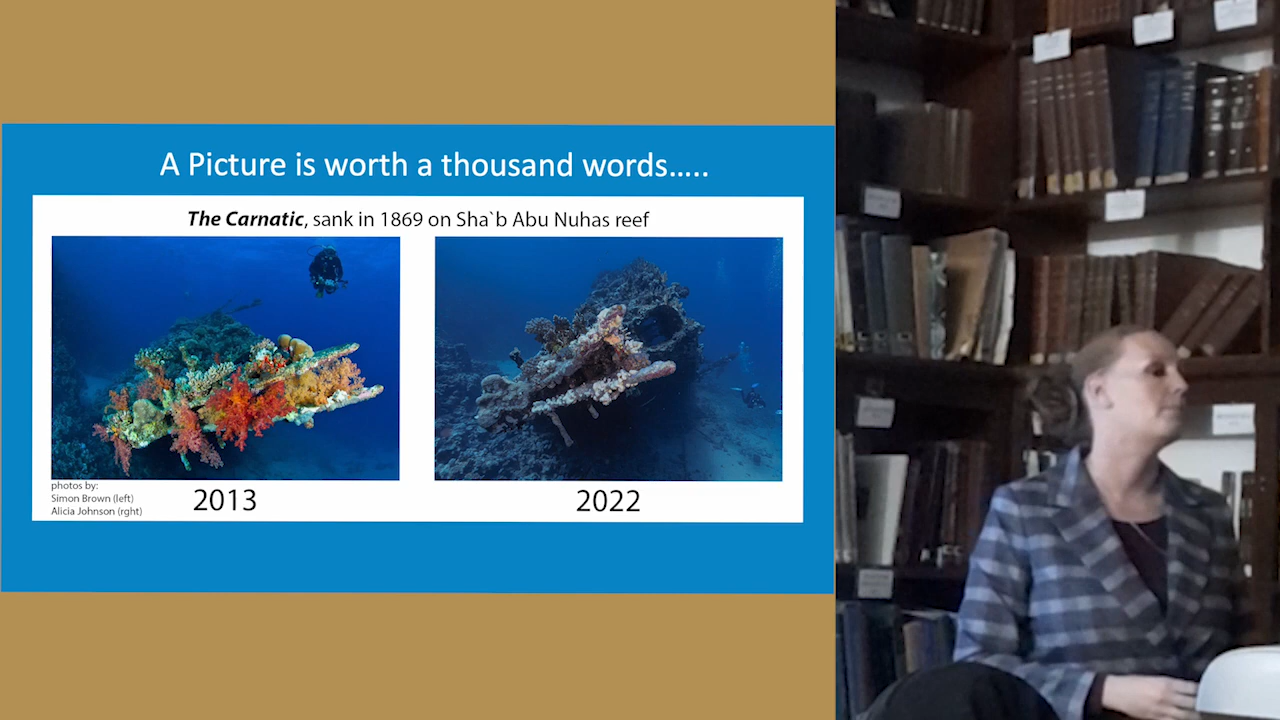 A Picture is worth a thousand words.....
The Carnatic, sank in 1869 on Sha`b Abu Nuhas reef
photos by:
Simon Brown (left)
Alicia Johnson (rght)
2013
2022